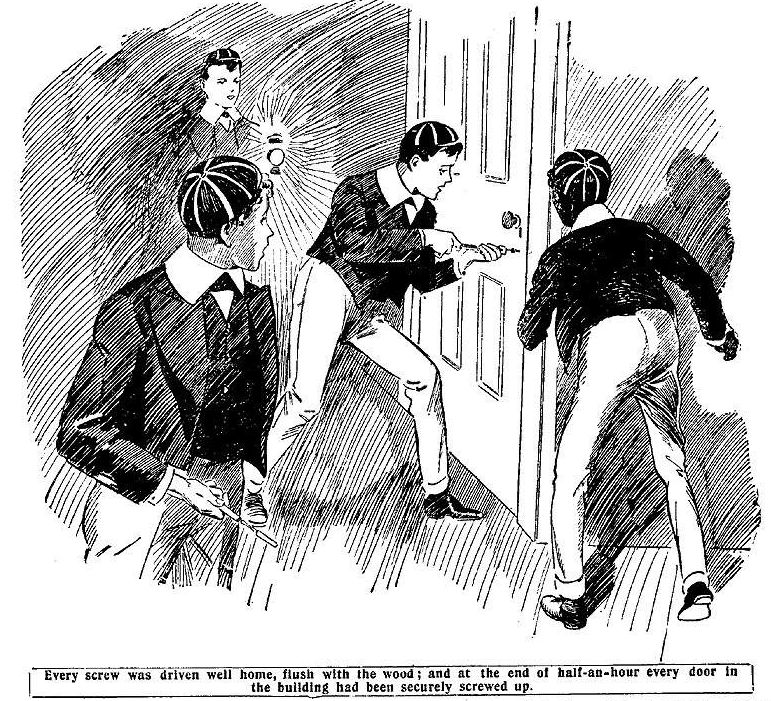 Every screw was driven well home, flush with the wood; and at the end of half-an-hour every door in
the building had been securely screwed up.